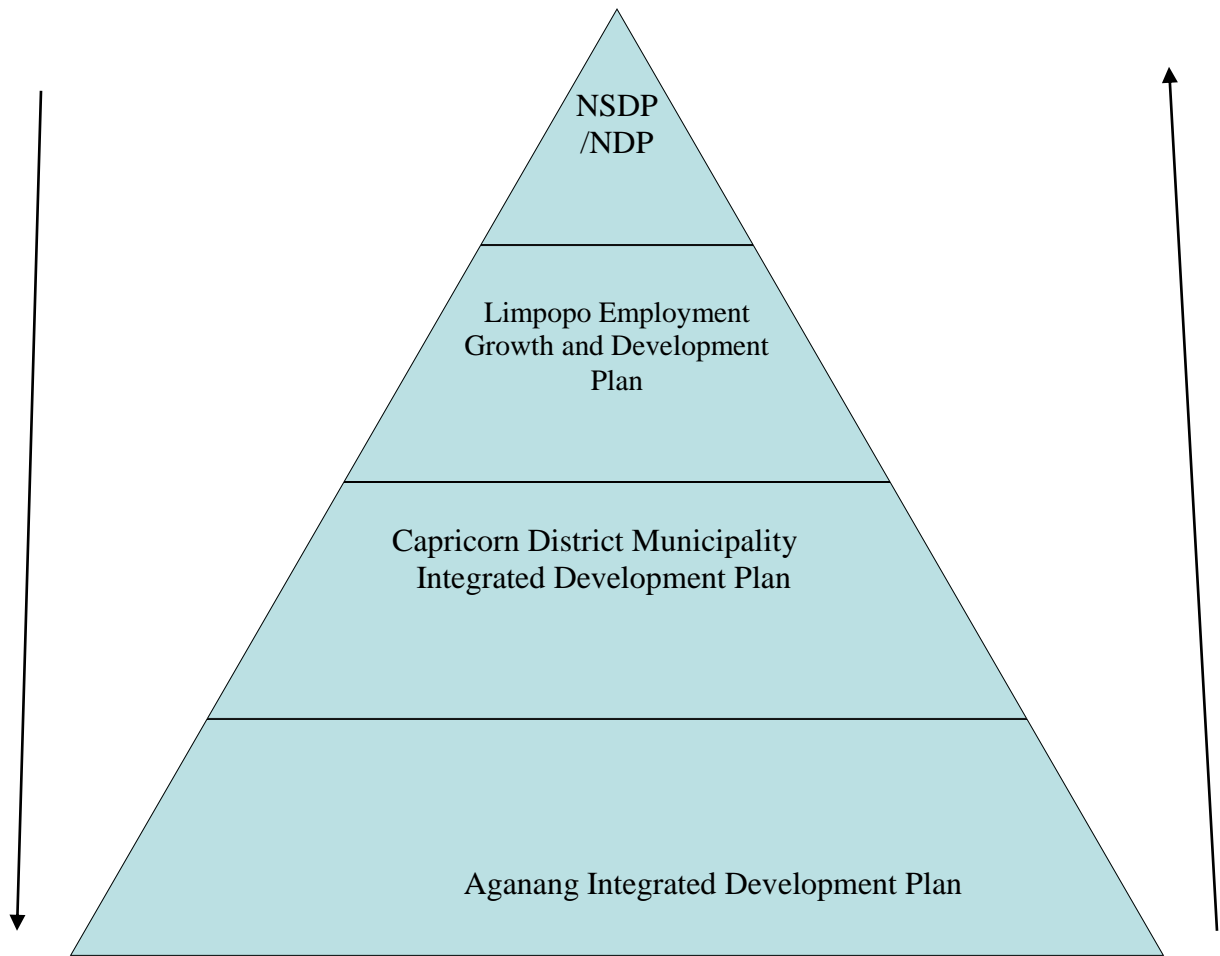 NSDP
/NDP
Limpopo Employment
Growth and Development
Plan
Capricorn District Municipality
Integrated Development Plan
Aganang Integrated Development Plan